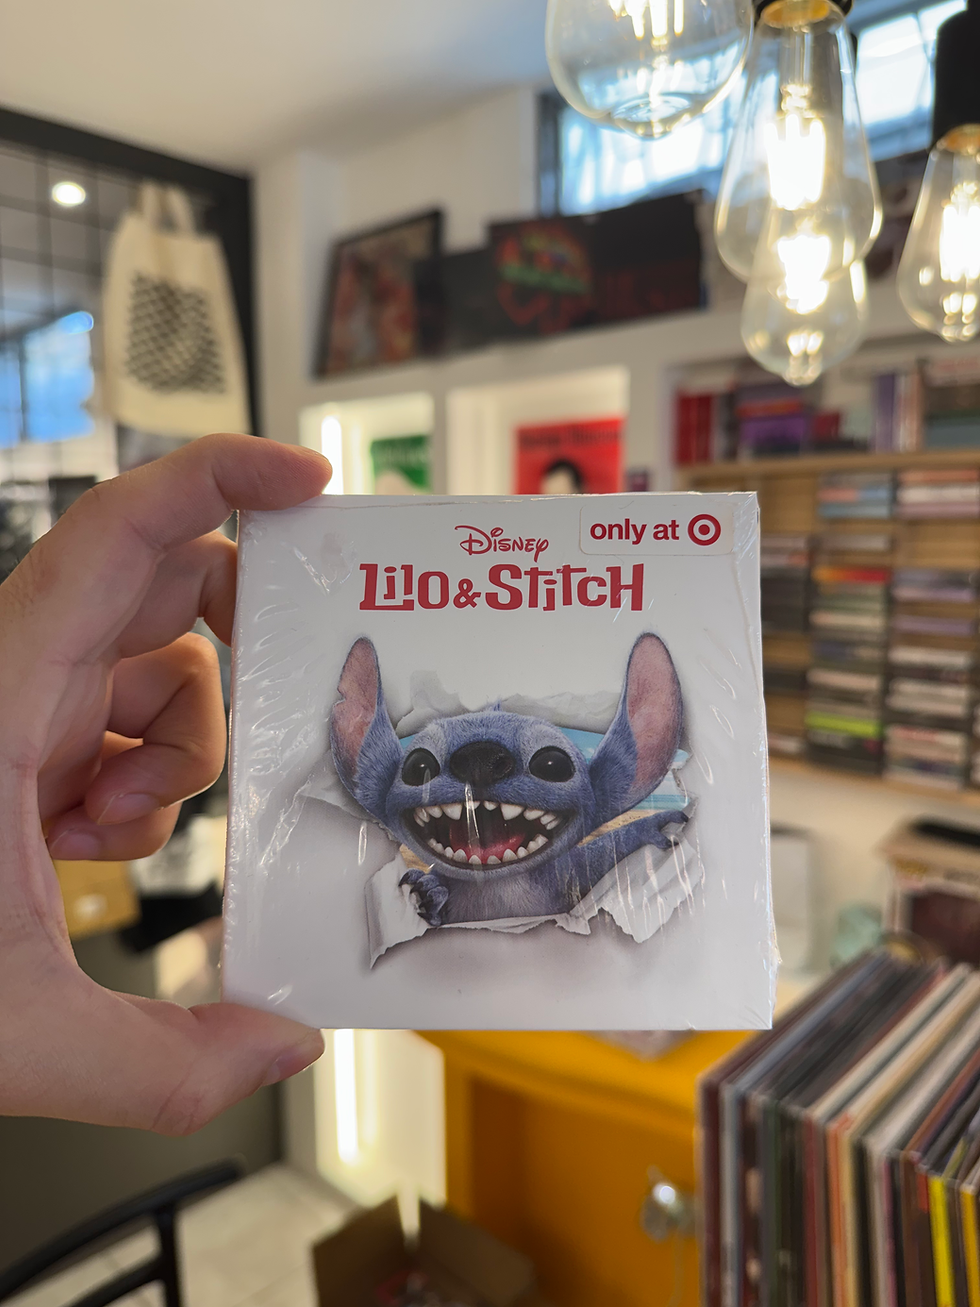 Disney
only at
Lilo & Stitch